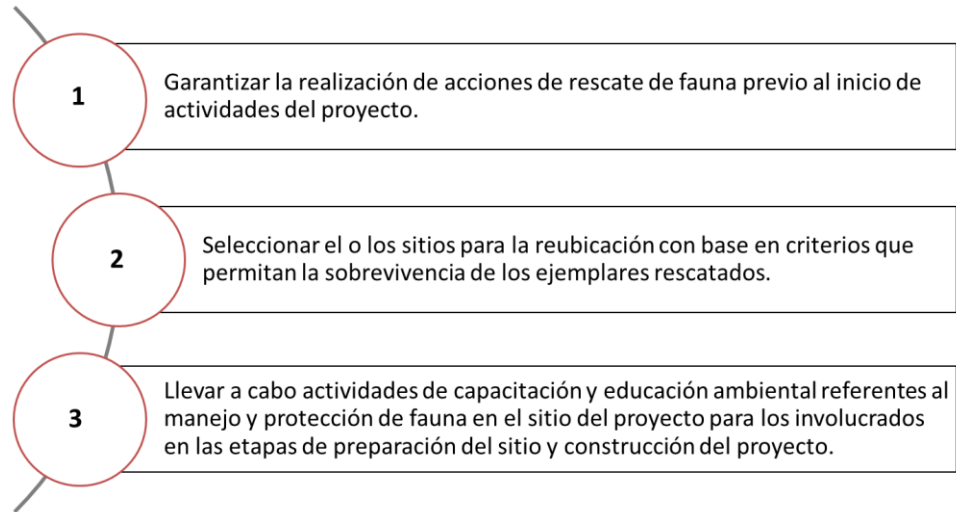 1
Garantizar la realización de acciones de rescate de fauna previo al inicio de
actividades del proyecto.
2
Seleccionar el o los sitios para la reubicación con base en criterios que
permitan la sobrevivencia de los ejemplares rescatados.
3
Llevar a cabo actividades de capacitación y educación ambiental referentes al
manejo y protección de fauna en el sitio del proyecto para los involucrados
en las etapas de preparación del sitio y construcción del proyecto.